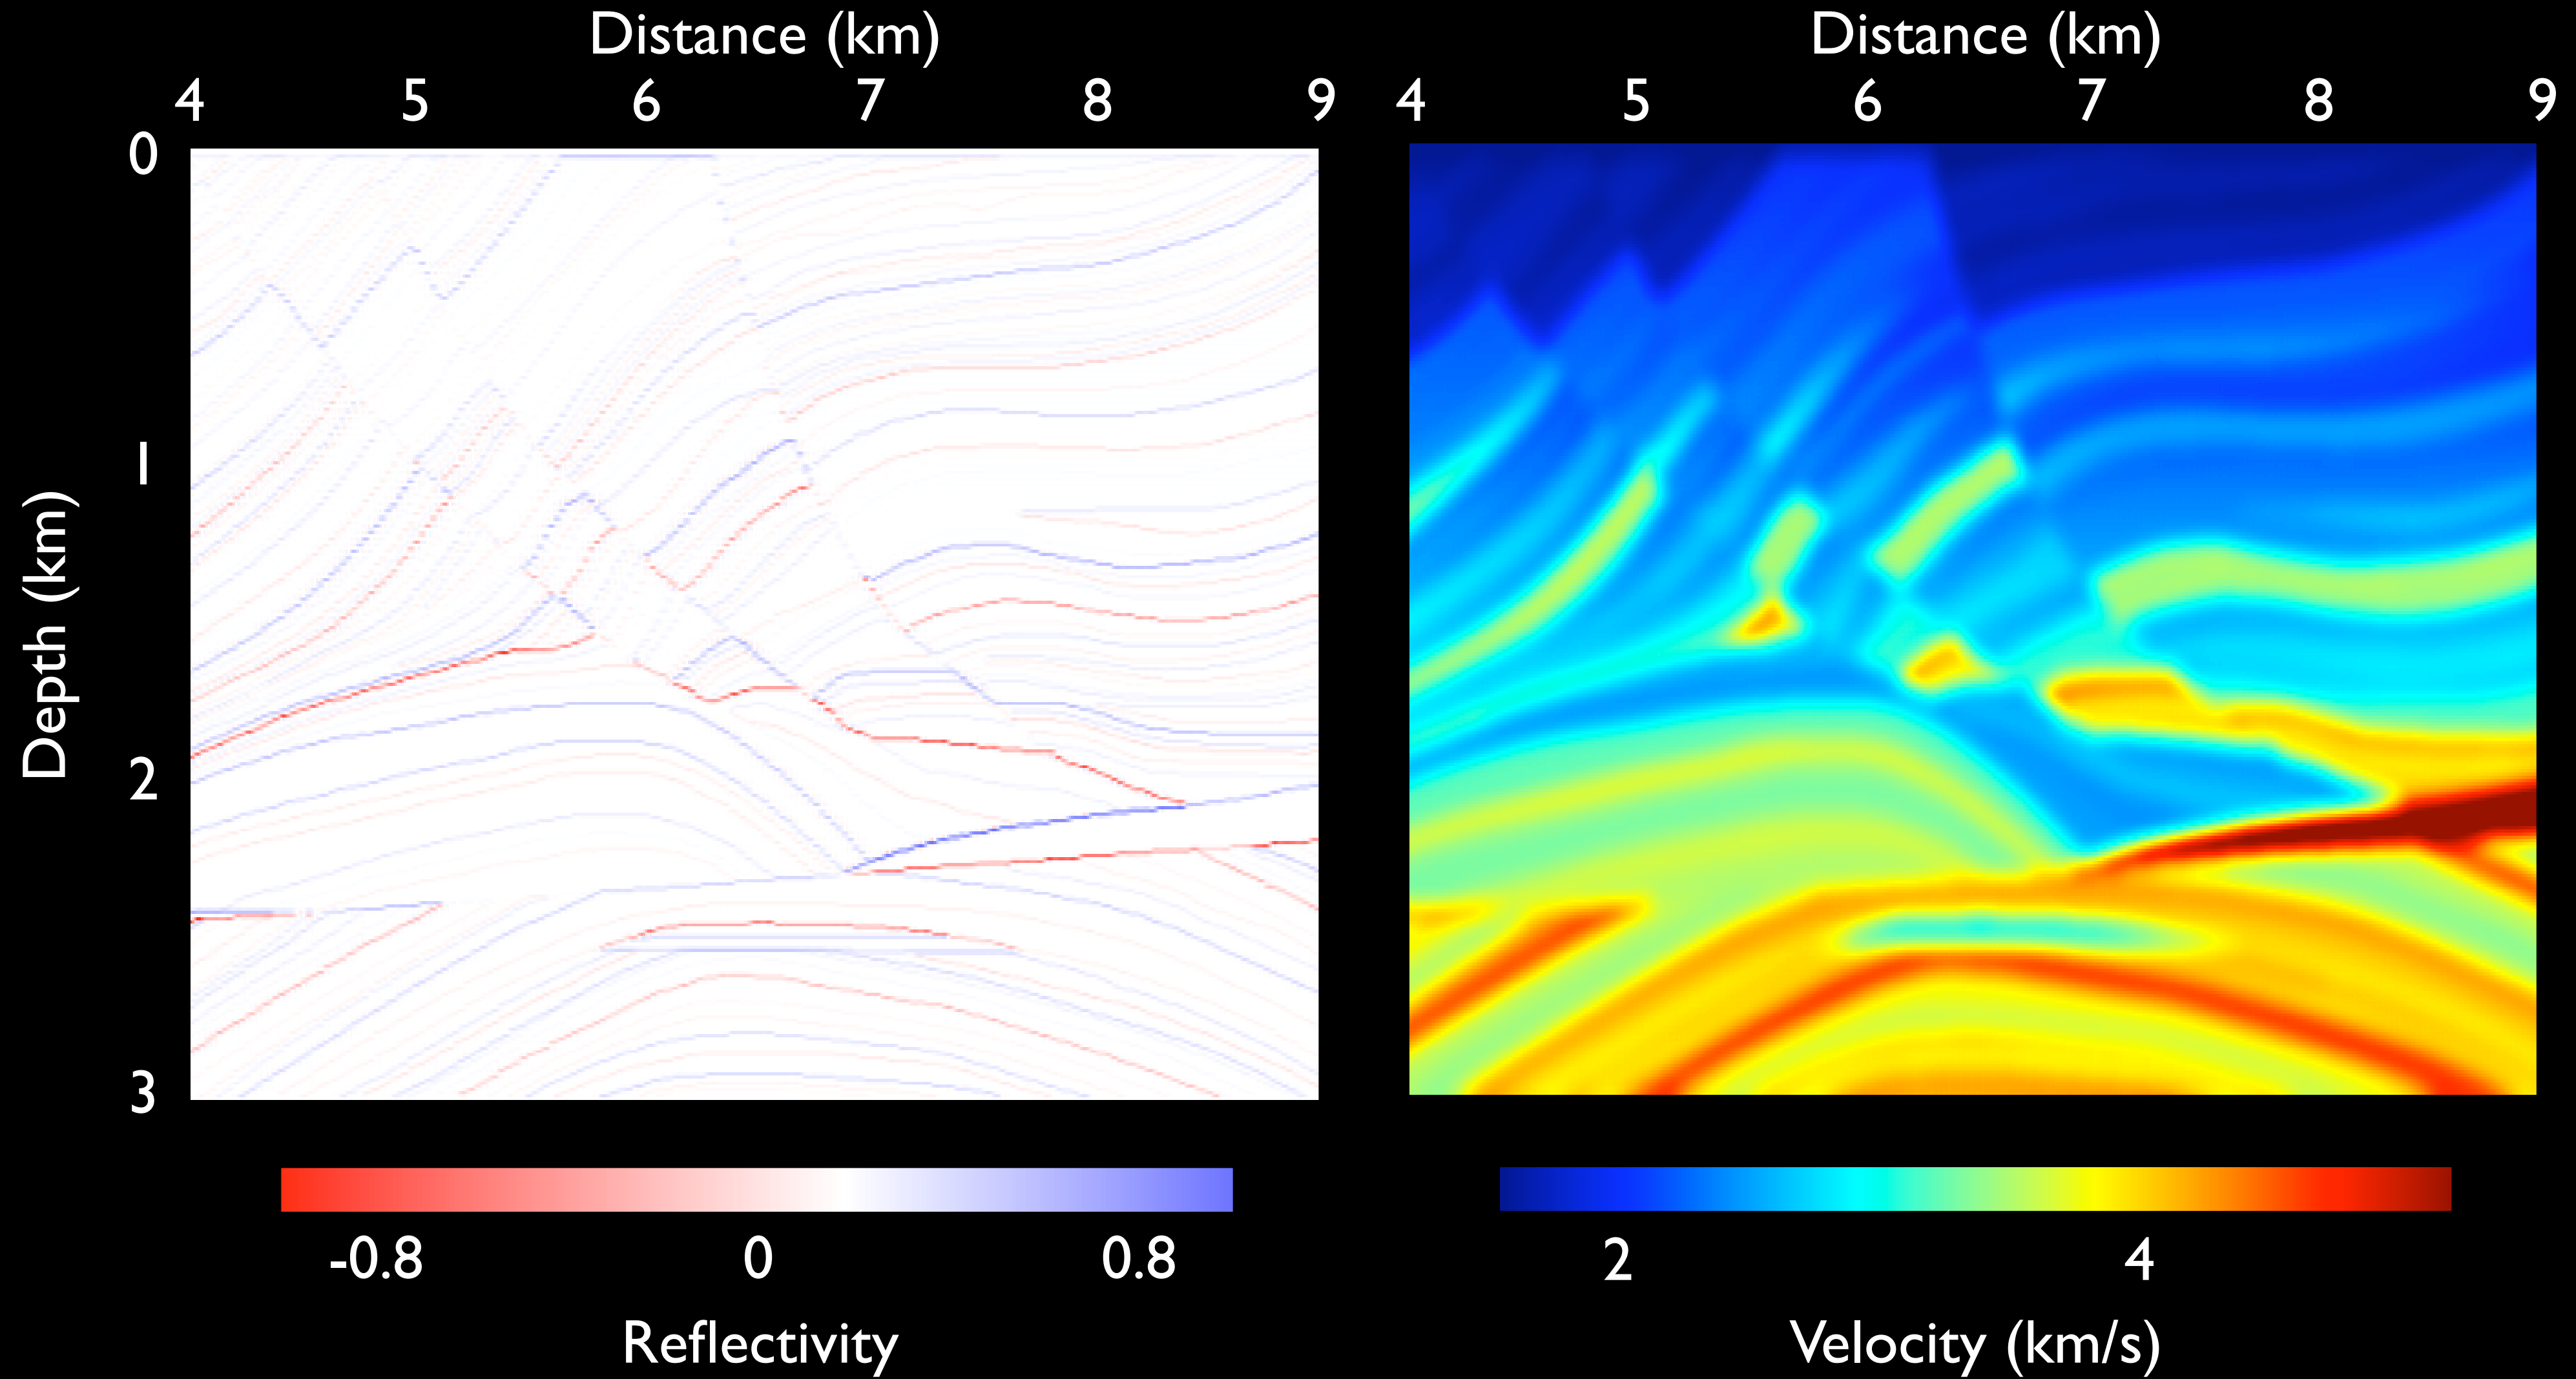 Distance (km)
4 5 6 7 8 9
Distance (km)
4 5 6 7 8 9
Depth (km)
0
1
2
3
-0.8 0 0.8
Reflectivity
2 4
Velocity (km/s)